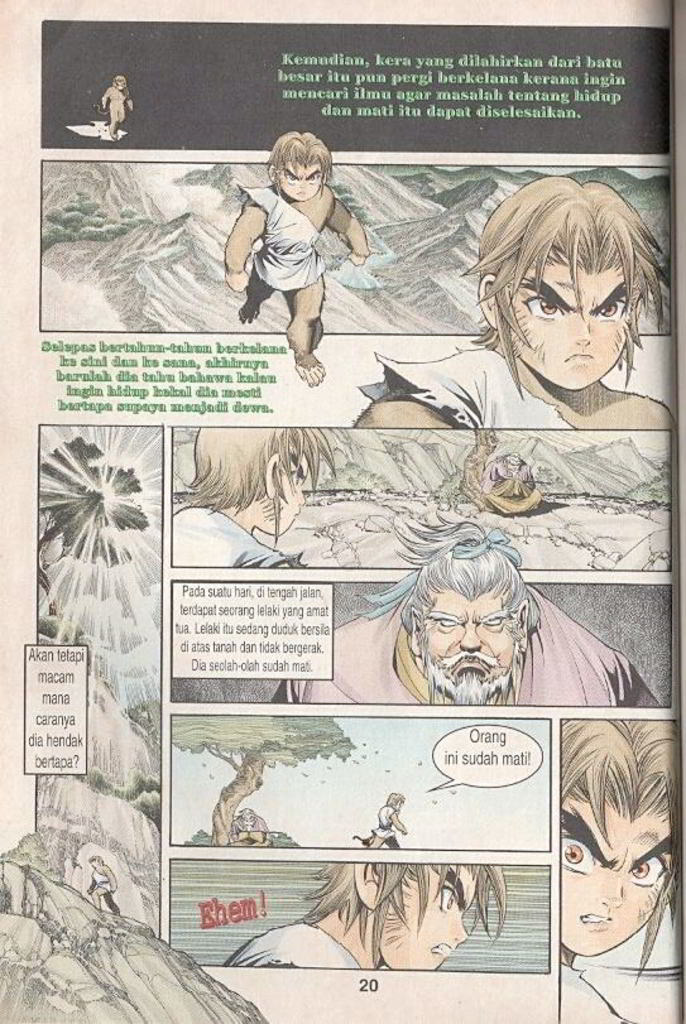 Kemudian, kera yang dilahirkan dari batu
besar itu pun pergi berkelana kerana ingin
mencari ilmu agar masalah tentang hidup
dan mati itu dapat diselesaikan.
Selepas bertahun-tahun berkelana
ke sini dan ke sana, akhirnya
barulah dia tahu bahawa kalau
ingin hidup kekal dia mesti
bertapa supaya menjadi dewa.
Akan tetapi
macam
mana
caranya
dia hendak
bertapa?
Pada suatu hari, di tengah jalan,
terdapat seorang lelaki yang amat
tua. Lelaki itu sedang duduk bersila
di atas tanah dan tidak bergerak.
Dia seolah-olah sudah mati.
Orang
ini sudah mati!
Ehem!
20